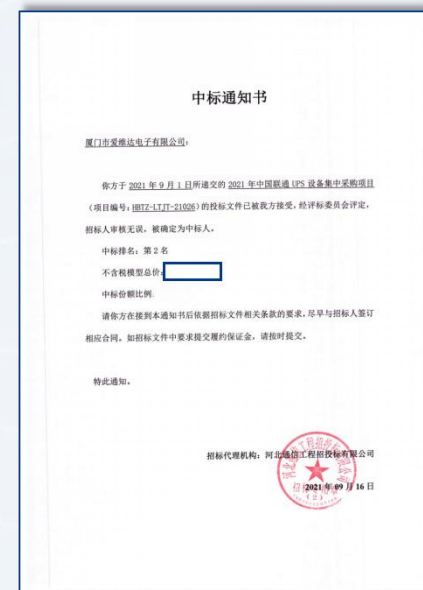 中标通知书
厦门市爱维达电子有限公司:
你方于 2021 年 9 月 1 日所递交的 2021 年中国联通 UPS 设备集中采购项目
(项目编号: HBTZ-LTJT-21026) 的投标文件已被我方接受, 经评标委员会评定,
招标人审核无误, 被确定为中标人。
中标排名: 第 2 名
不含税模型总价:
中标份额比例:
请你方在接到本通知书后依据招标文件相关条款的要求, 尽早与招标人签订
相应合同。如招标文件中要求提交履约保证金, 请按时提交。
特此通知。
招标代理机构: 河北通信工程招投标有限公司
2021 年 09 月 16 日